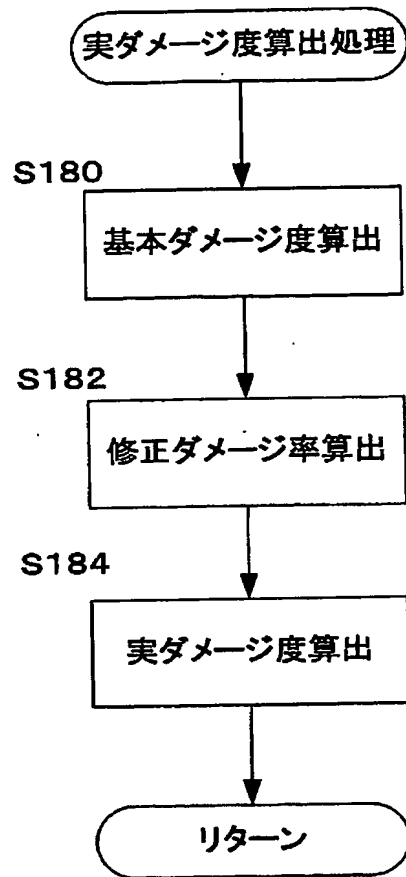 実ダメージ度算出処理
S180
基本ダメージ度算出
S182
修正ダメージ率算出
S184
実ダメージ度算出
リターン